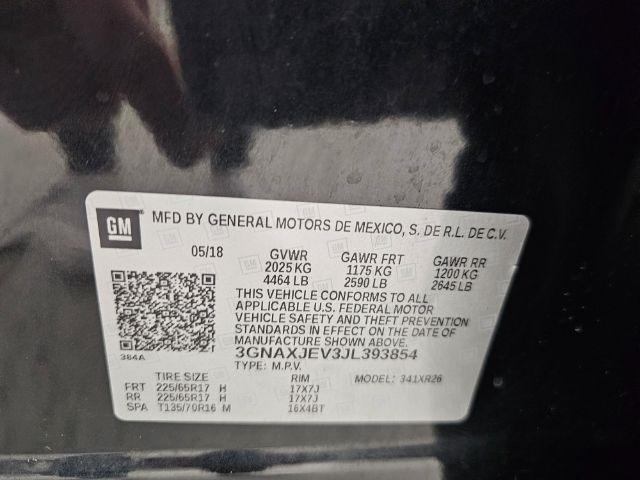 GM
MFD BY GENERAL MOTORS DE MEXICO, S. DE R.L. DE C.V.
05/18 GVWR GAWR FRT GAWR RR
2025 KG 1175 KG 1200 KG
4464 LB 2590 LB 2645 LB
THIS VEHICLE CONFORMS TO ALL
APPLICABLE U.S. FEDERAL MOTOR
VEHICLE SAFETY AND THEFT PREVENTION
STANDARDS IN EFFECT ON THE DATE OF
MANUFACTURE SHOWN ABOVE.
384A 3GNAXJEV3JL393854
TYPE: M.P.V.
TIRE SIZE RIM MODEL: 341XR26
FRT 225/65R17 H 17X7J
RR 225/65R17 H 17X7J
SPA T135/70R16 M 16X4BT